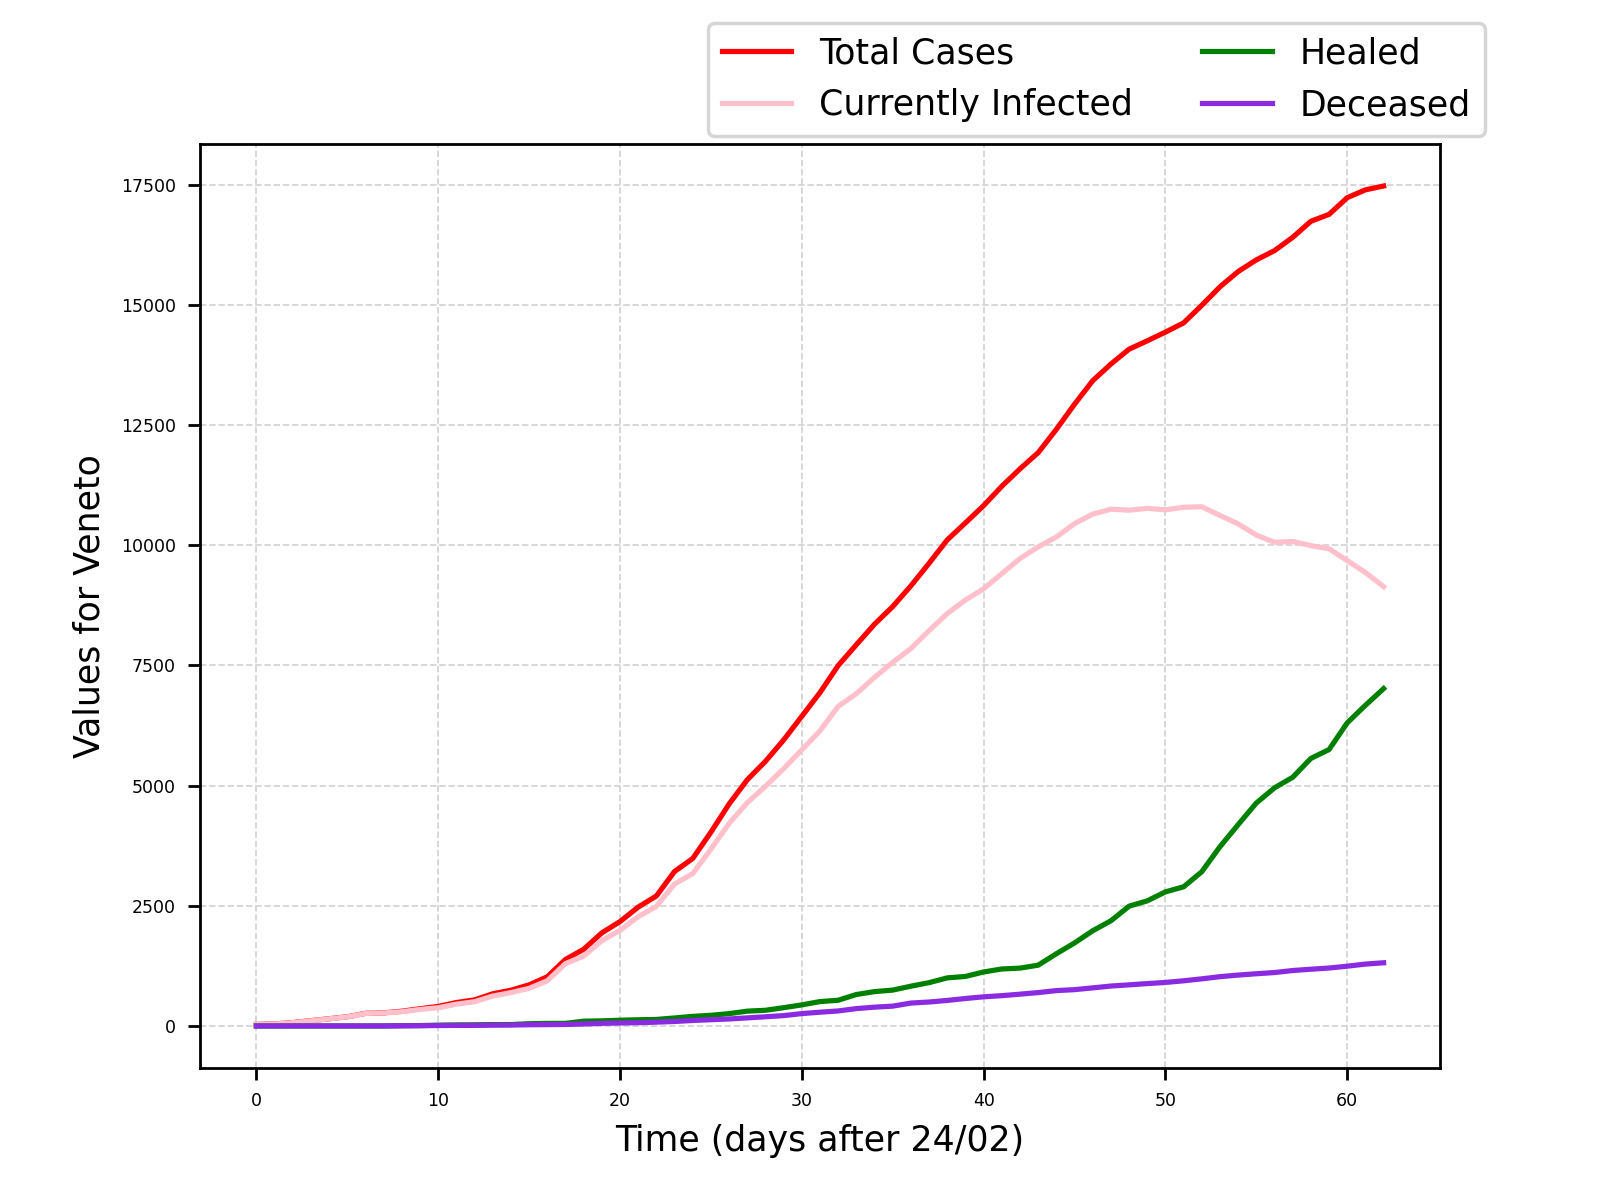 Total Cases
Currently Infected
Healed
Deceased
17500
15000
12500
10000
7500
5000
2500
0
Values for Veneto
0 10 20 30 40 50 60
Time (days after 24/02)